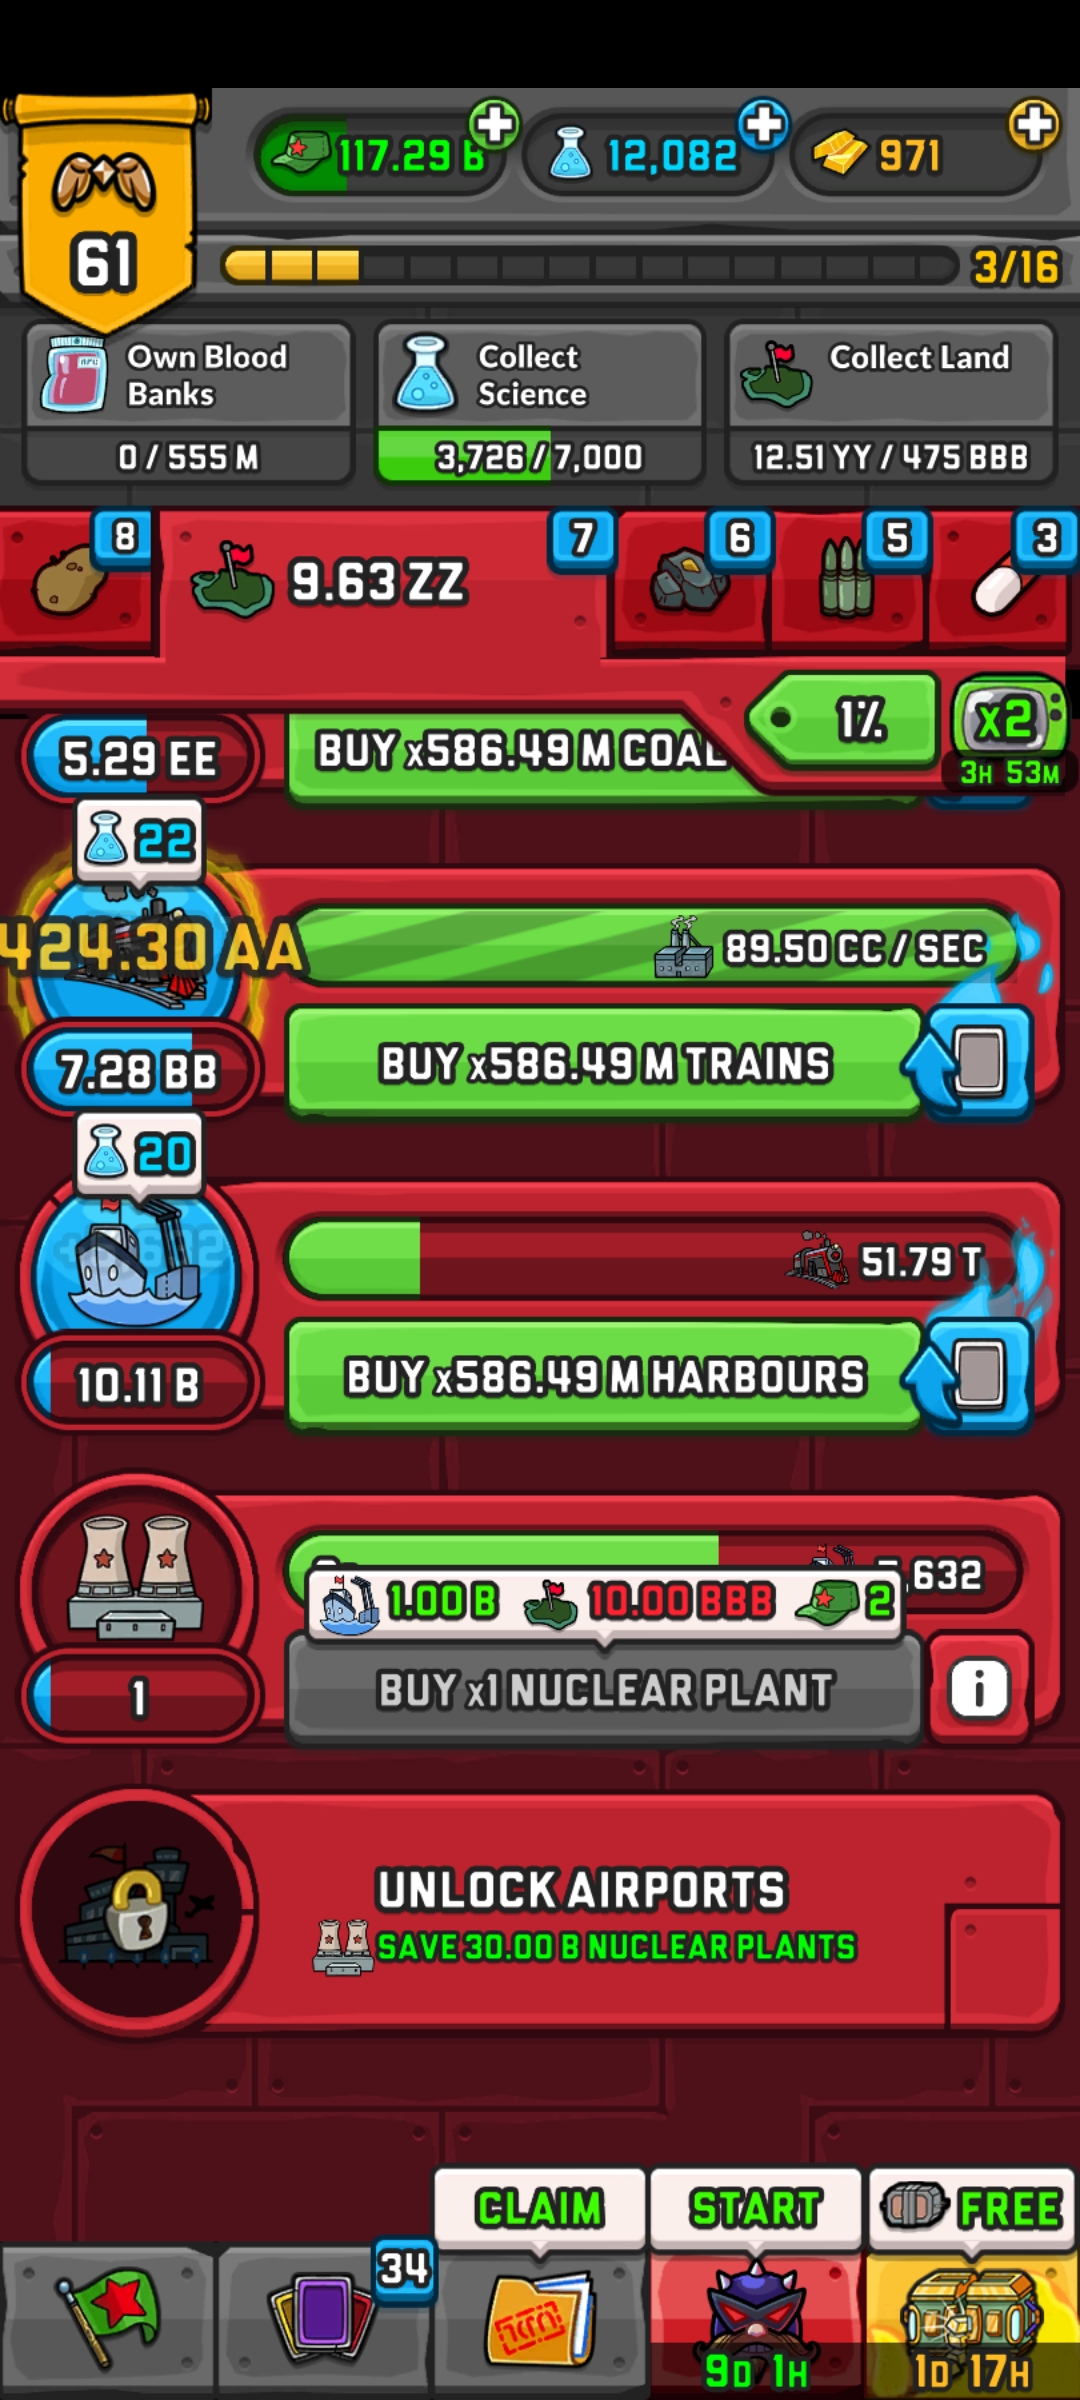 117.29 B
12,082
971
61
3/16
Own Blood
Banks
0 / 555 M
Collect
Science
3,726 / 7,000
Collect Land
12.51 YY / 475 BBB
8
9.63 ZZ
7
6
5
3
1%
x2
3H 53M
5.29 EE
BUY x586.49 M COAL
22
424.30 AA
89.50 CC / SEC
7.28 BB
BUY x586.49 M TRAINS
20
51.79 T
10.11 B
BUY x586.49 M HARBOURS
,632
1.00 B
10.00 BBB
2
1
BUY x1 NUCLEAR PLANT
i
UNLOCK AIRPORTS
SAVE 30.00 B NUCLEAR PLANTS
CLAIM
START
FREE
34
9D 1H
1D 17H